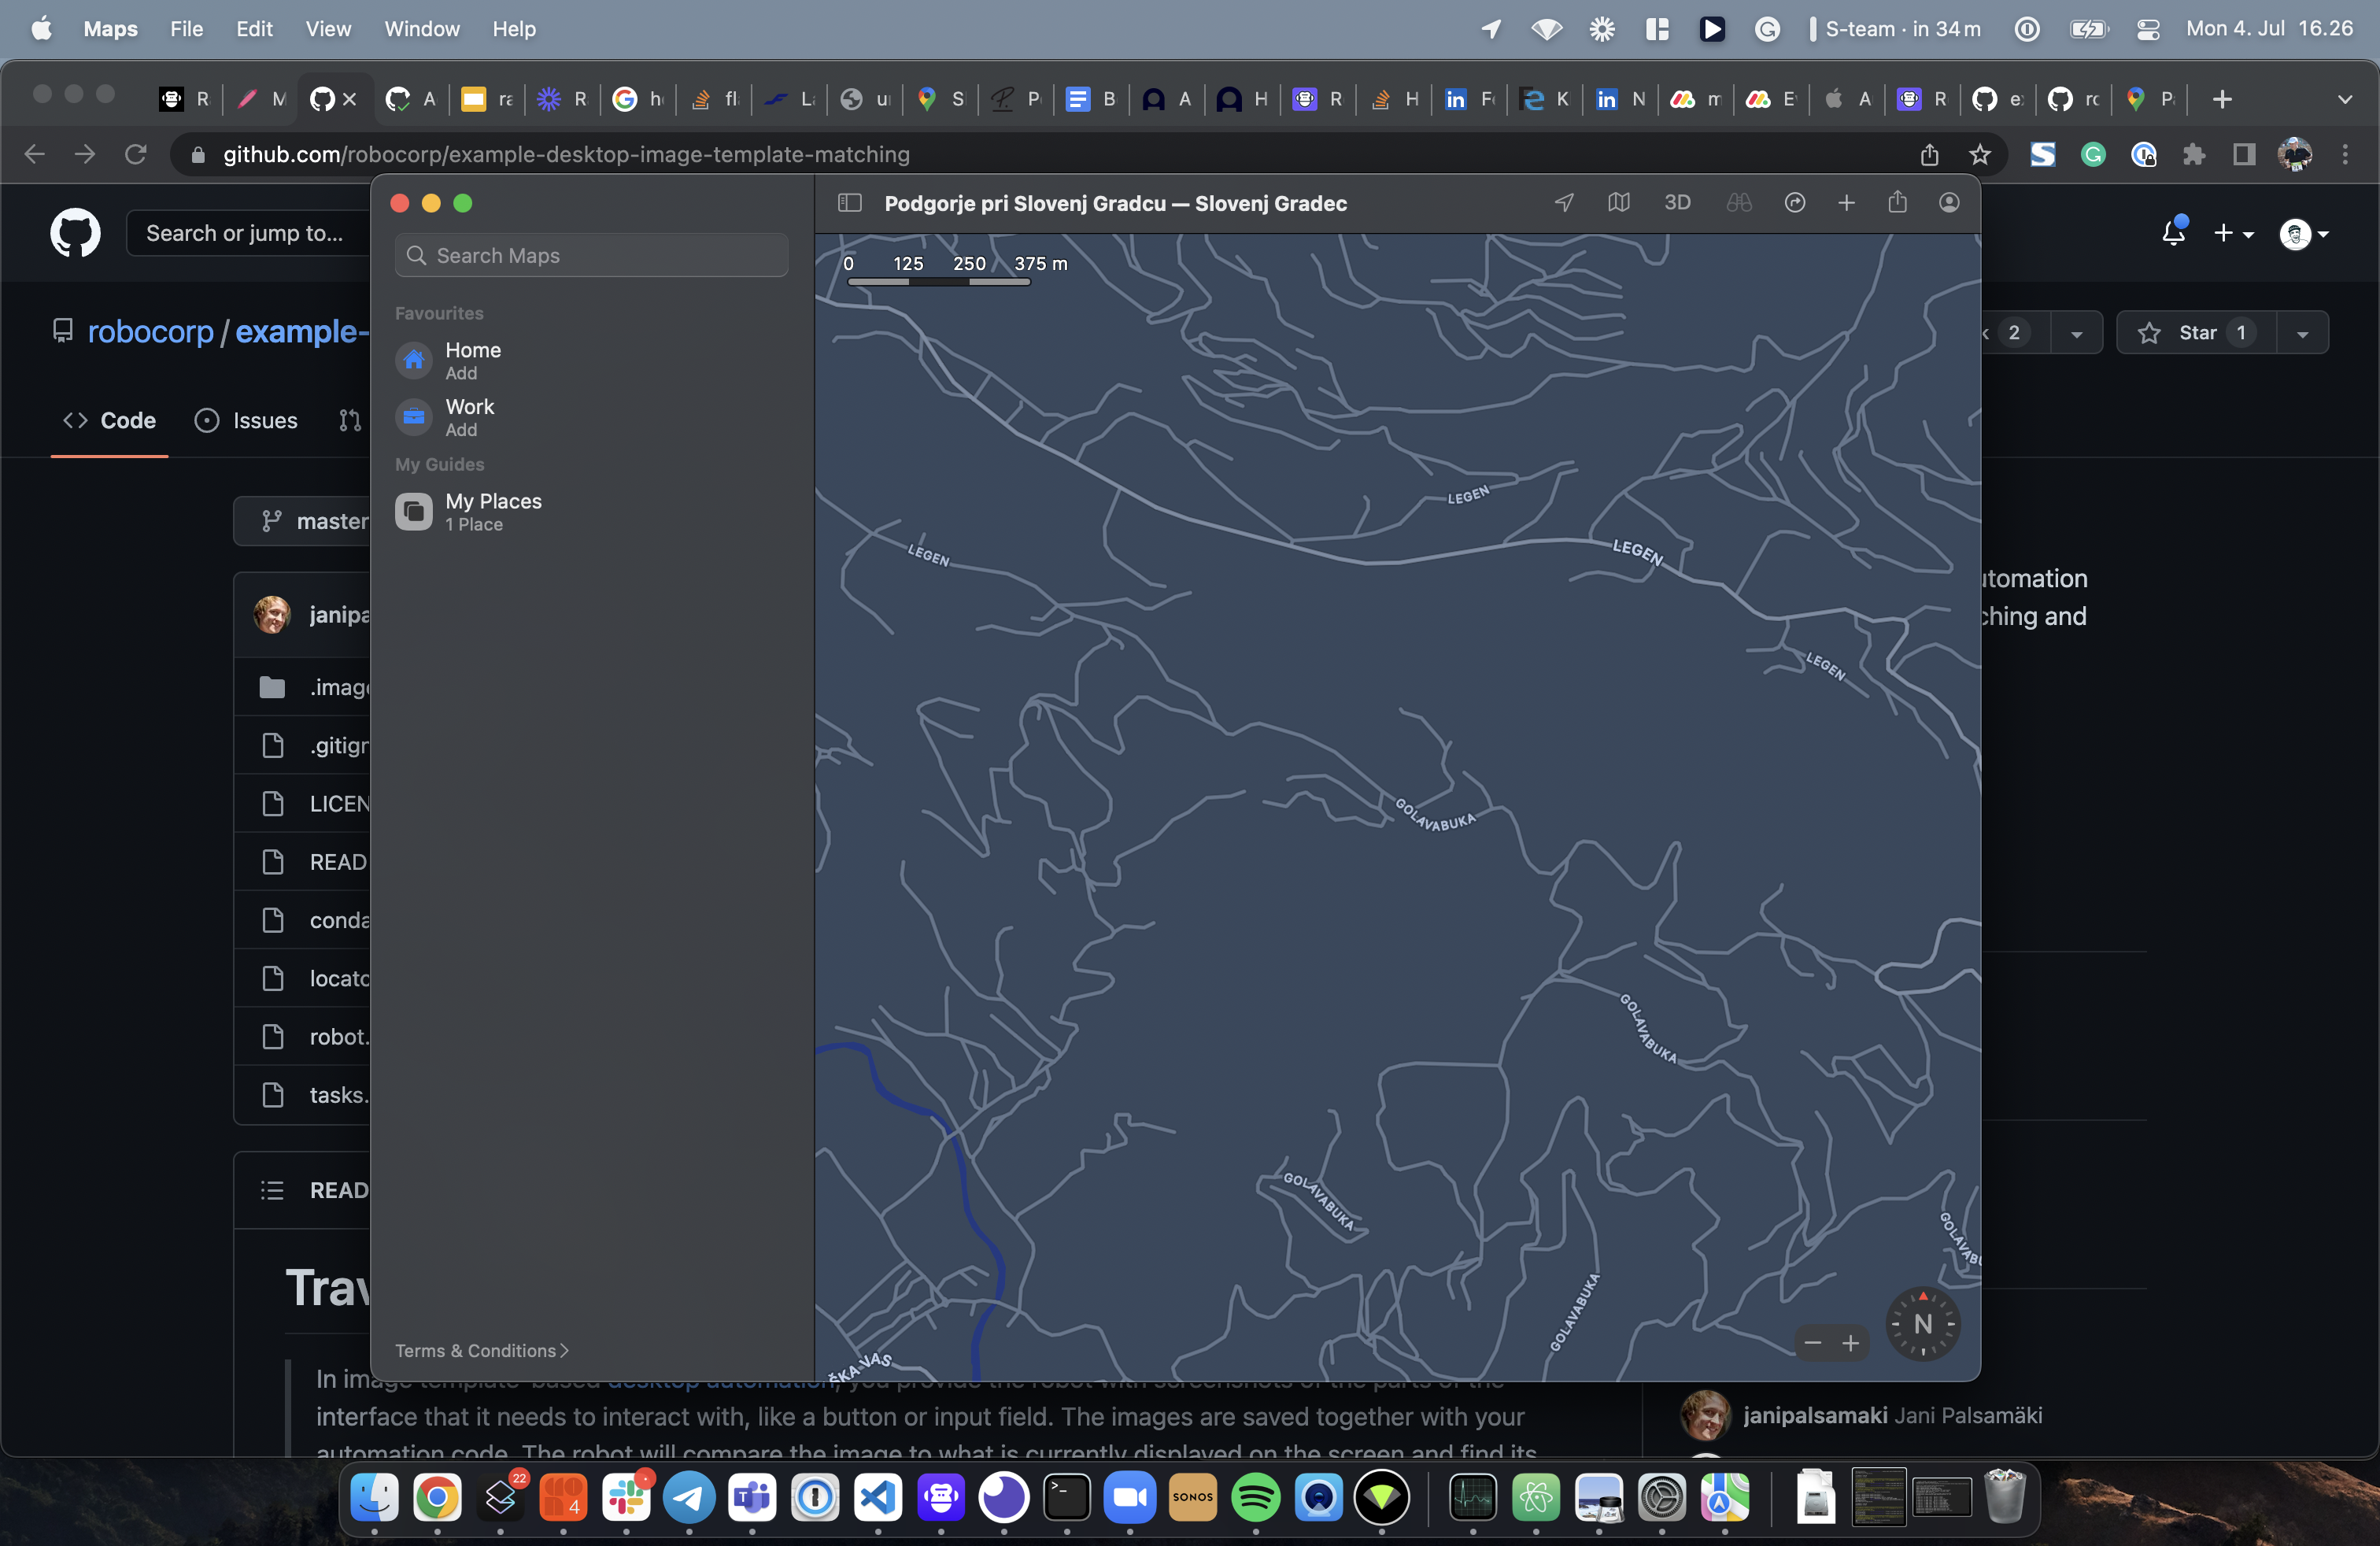 Maps File Edit View Window Help S-team · in 34 m Mon 4. Jul 16.26
R M A ra R h fl L u S P B A H R H F K N m E A R e rc P
github.com/robocorp/example-desktop-image-template-matching
Podgorje pri Slovenj Gradcu — Slovenj Gradec 3D
Search Maps
Favourites
Home
Add
Work
Add
My Guides
My Places
1 Place
Terms & Conditions
0 125 250 375 m
LEGEN
LEGEN
LEGEN
LEGEN
GOLAVABUKA
GOLAVABUKA
GOLAVABUKA
GOLAVABUKA
GOLAVABU
ŠKA VAS
N
Search or jump to...
robocorp / example-
2 Star 1
Code Issues
master
janipa
.image
.gitigr
LICEN
READ
conda
locato
robot.
tasks.
READ
Trav
tomation
ching and
In image template-based desktop automation, you provide the robot with screenshots of the parts of the
interface that it needs to interact with, like a button or input field. The images are saved together with your
automation code. The robot will compare the image to what is currently displayed on the screen and find its
janipalsamaki Jani Palsamäki
22
4
SONOS